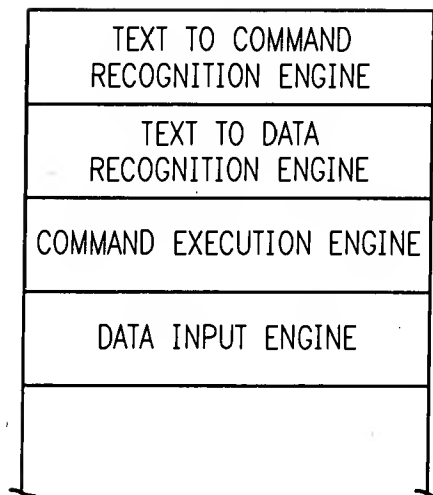 TEXT TO COMMAND
RECOGNITION ENGINE
TEXT TO DATA
RECOGNITION ENGINE
COMMAND EXECUTION ENGINE
DATA INPUT ENGINE